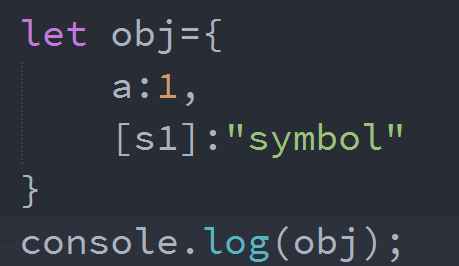 let obj={
    a:1,
    [s1]:"symbol"
}
console.log(obj);